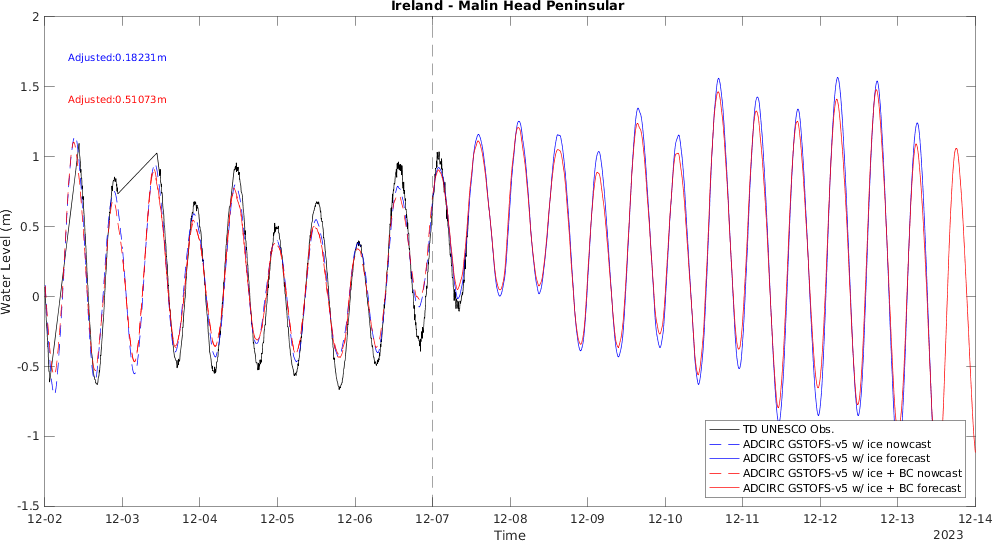 Ireland - Malin Head Peninsular
Adjusted:0.18231m
Adjusted:0.51073m
Water Level (m)
2
1.5
1
0.5
0
-0.5
-1
-1.5
TD UNESCO Obs.
ADCIRC GSTOFS-v5 w/ ice nowcast
ADCIRC GSTOFS-v5 w/ ice forecast
ADCIRC GSTOFS-v5 w/ ice + BC nowcast
ADCIRC GSTOFS-v5 w/ ice + BC forecast
12-02 12-03 12-04 12-05 12-06 12-07 12-08 12-09 12-10 12-11 12-12 12-13 12-14
Time
2023